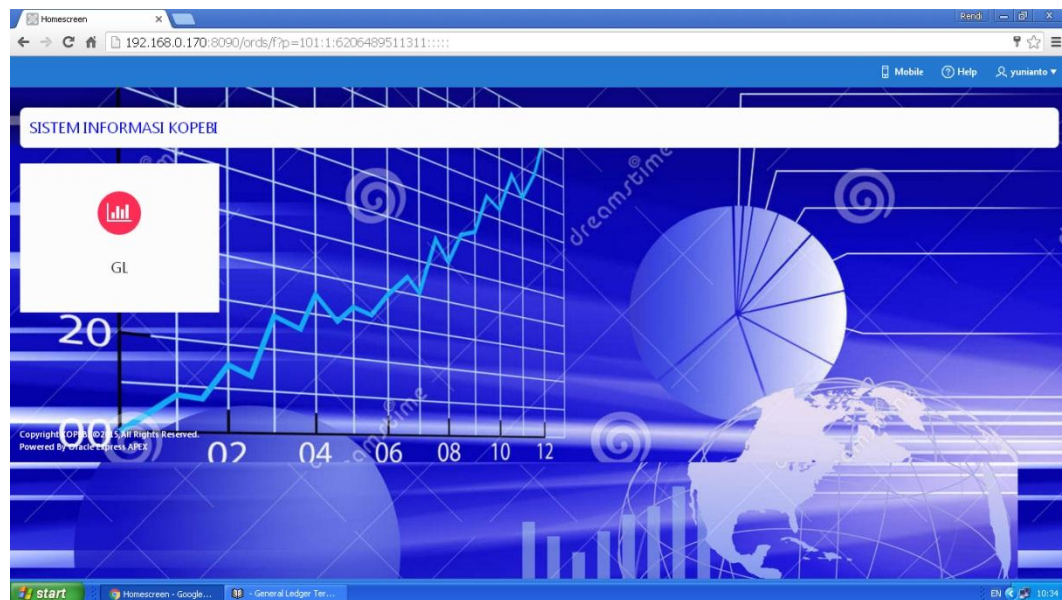 Homescreen
Rendi
192.168.0.170:8090/ords/f?p=101:1:6206489511311:::::
Mobile
Help
yunianto
SISTEM INFORMASI KOPEBI
dreamstime
GL
20
00
Copyright KOPEBI©2015,All Rights Reserved.
Powered By Oracle Express APEX
02 04 06 08 10 12
start
Homescreen - Google...
- General Ledger Ter...
EN
10:34